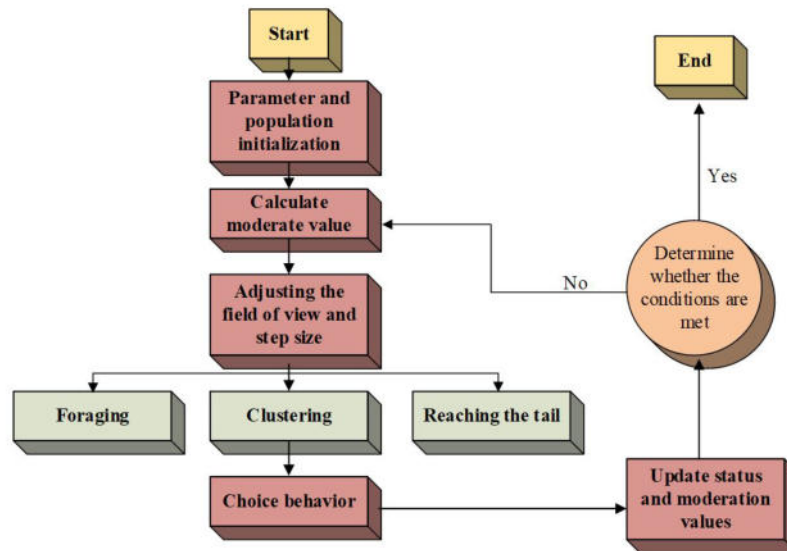 Start
Parameter and
population
initialization
Calculate
moderate value
Adjusting the
field of view and
step size
Foraging
Clustering
Reaching the tail
Choice behavior
Update status
and moderation
values
Determine
whether the
conditions are
met
No
Yes
End